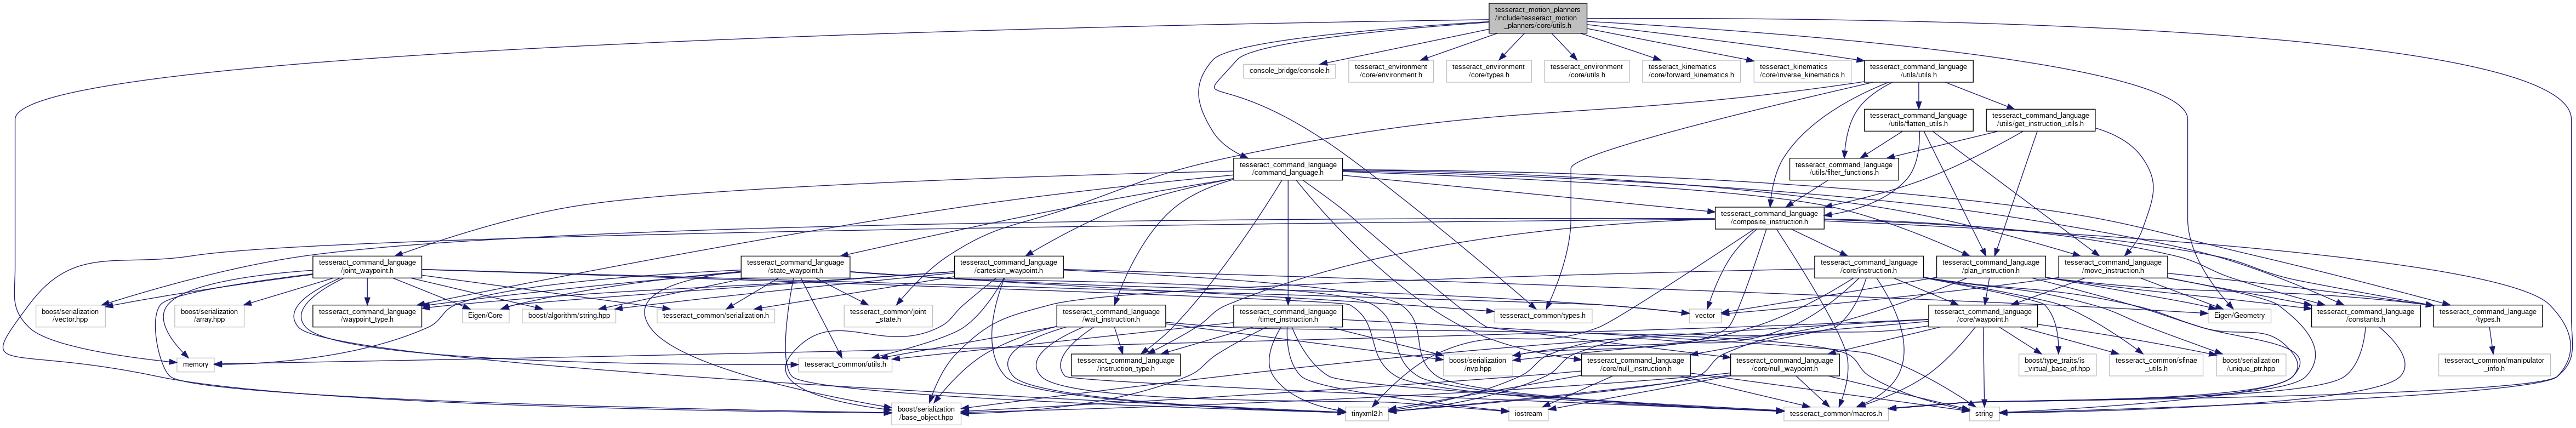 tesseract_motion_planners
/include/tesseract_motion
_planners/core/utils.h
console_bridge/console.h
tesseract_environment
/core/environment.h
tesseract_environment
/core/types.h
tesseract_environment
/core/utils.h
tesseract_kinematics
/core/forward_kinematics.h
tesseract_kinematics
/core/inverse_kinematics.h
tesseract_command_language
/utils/utils.h
tesseract_command_language
/utils/flatten_utils.h
tesseract_command_language
/utils/get_instruction_utils.h
tesseract_command_language
/command_language.h
tesseract_command_language
/utils/filter_functions.h
tesseract_command_language
/composite_instruction.h
tesseract_command_language
/joint_waypoint.h
tesseract_command_language
/state_waypoint.h
tesseract_command_language
/cartesian_waypoint.h
tesseract_command_language
/core/instruction.h
tesseract_command_language
/plan_instruction.h
tesseract_command_language
/move_instruction.h
boost/serialization
/vector.hpp
boost/serialization
/array.hpp
tesseract_command_language
/waypoint_type.h
Eigen/Core
boost/algorithm/string.hpp
tesseract_common/serialization.h
tesseract_common/joint
_state.h
tesseract_command_language
/wait_instruction.h
tesseract_command_language
/timer_instruction.h
tesseract_common/types.h
vector
tesseract_command_language
/core/waypoint.h
Eigen/Geometry
tesseract_command_language
/constants.h
tesseract_command_language
/types.h
memory
tesseract_common/utils.h
tesseract_command_language
/instruction_type.h
boost/serialization
/nvp.hpp
tesseract_command_language
/core/null_instruction.h
tesseract_command_language
/core/null_waypoint.h
boost/type_traits/is
_virtual_base_of.hpp
tesseract_common/sfinae
_utils.h
boost/serialization
/unique_ptr.hpp
tesseract_common/manipulator
_info.h
boost/serialization
/base_object.hpp
tinyxml2.h
iostream
tesseract_common/macros.h
string